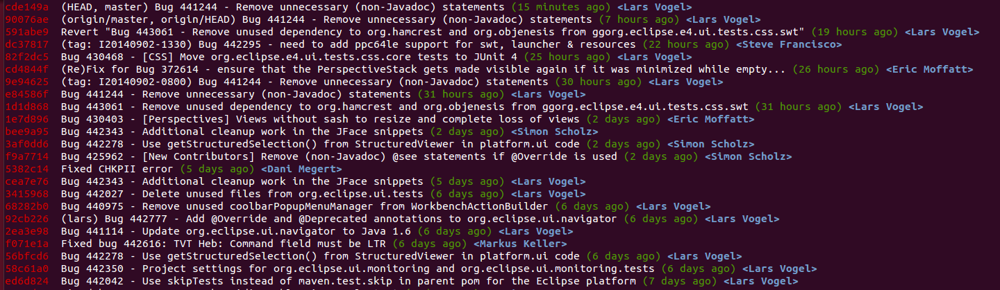 cde149a (HEAD, master) Bug 441244 - Remove unnecessary (non-Javadoc) statements (15 minutes ago) <Lars Vogel>
90076ae (origin/master, origin/HEAD) Bug 441244 - Remove unnecessary (non-Javadoc) statements (7 hours ago) <Lars Vogel>
591abe9 Revert "Bug 443061 - Remove unused dependency to org.hamcrest and org.objenesis from ggorg.eclipse.e4.ui.tests.css.swt" (19 hours ago) <Lars Vogel>
dc37817 (tag: I20140902-1330) Bug 442295 - need to add ppc64le support for swt, launcher & resources (22 hours ago) <Steve Francisco>
82f2dc5 Bug 430468 - [CSS] Move org.eclipse.e4.ui.tests.css.core tests to JUnit 4 (25 hours ago) <Lars Vogel>
cd4844f (Re)Fix for Bug 372614 - ensure that the PerspectiveStack gets made visible again if it was minimized while empty... (26 hours ago) <Eric Moffatt>
9e94625 (tag: I20140902-0800) Bug 441244 - Remove unnecessary (non-Javadoc) statements (30 hours ago) <Lars Vogel>
e84586f Bug 441244 - Remove unnecessary (non-Javadoc) statements (31 hours ago) <Lars Vogel>
1d1d868 Bug 443061 - Remove unused dependency to org.hamcrest and org.objenesis from ggorg.eclipse.e4.ui.tests.css.swt (31 hours ago) <Lars Vogel>
1e7d896 Bug 430403 - [Perspectives] Views without sash to resize and complete loss of views (2 days ago) <Eric Moffatt>
bee9a95 Bug 442343 - Additional cleanup work in the JFace snippets (2 days ago) <Simon Scholz>
3af0dd6 Bug 442278 - Use getStructuredSelection() from StructuredViewer in platform.ui code (2 days ago) <Simon Scholz>
f9a7714 Bug 425962 - [New Contributors] Remove (non-Javadoc) @see statements if @Override is used (2 days ago) <Simon Scholz>
5382c14 Fixed CHKPII error (5 days ago) <Dani Megert>
cea7e76 Bug 442343 - Additional cleanup work in the JFace snippets (5 days ago) <Lars Vogel>
3415968 Bug 442027 - Delete unused files from org.eclipse.ui.tests (6 days ago) <Lars Vogel>
68282b0 Bug 440975 - Remove unused coolbarPopupMenuManager from WorkbenchActionBuilder (6 days ago) <Lars Vogel>
92cb226 (lars) Bug 442777 - Add @Override and @Deprecated annotations to org.eclipse.ui.navigator (6 days ago) <Lars Vogel>
2ea3e98 Bug 441114 - Update org.eclipse.ui.navigator to Java 1.6 (6 days ago) <Lars Vogel>
f071e1a Fixed bug 442616: TVT Heb: Command field must be LTR (6 days ago) <Markus Keller>
56bfcd6 Bug 442278 - Use getStructuredSelection() from StructuredViewer in platform.ui code (6 days ago) <Lars Vogel>
58c61a0 Bug 442350 - Project settings for org.eclipse.ui.monitoring and org.eclipse.ui.monitoring.tests (6 days ago) <Lars Vogel>
ed6d824 Bug 442042 - Use skipTests instead of maven.test.skip in parent pom for the Eclipse platform (7 days ago) <Lars Vogel>